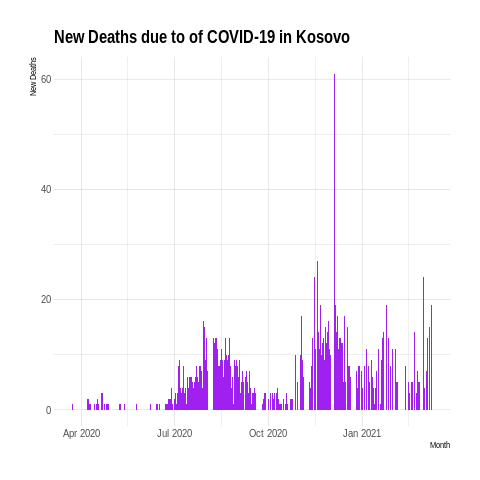 New Deaths due to of COVID-19 in Kosovo
New Deaths
60
40
20
0
Apr 2020 Jul 2020 Oct 2020 Jan 2021
Month